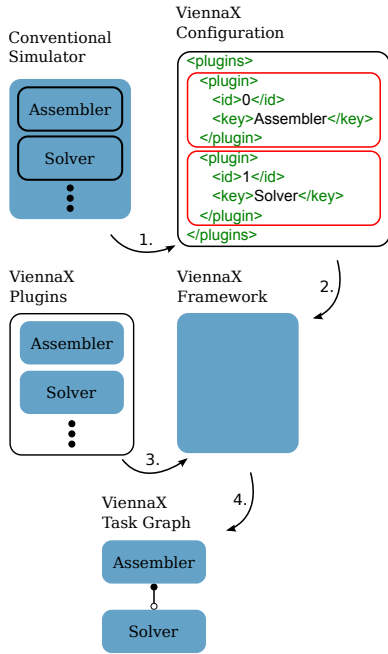 Conventional
Simulator
Assembler
Solver
ViennaX
Configuration
<plugins>
<plugin>
<id>0</id>
<key>Assembler</key>
</plugin>
<plugin>
<id>1</id>
<key>Solver</key>
</plugin>
</plugins>
1.
2.
ViennaX
Plugins
Assembler
Solver
ViennaX
Framework
3.
4.
ViennaX
Task Graph
Assembler
Solver